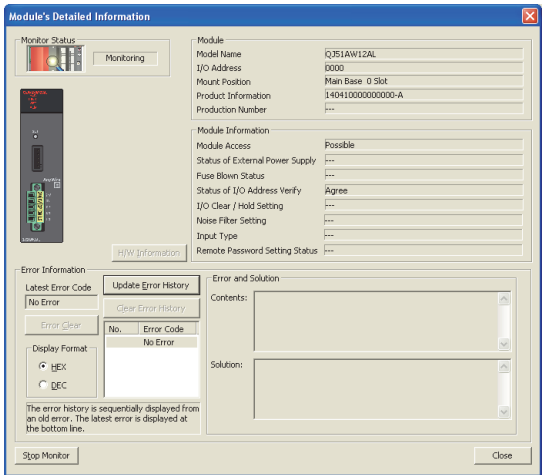 Module's Detailed Information
Monitor Status
Monitoring
Module
Model Name QJ51AW12AL
I/O Address 0000
Mount Position Main Base 0 Slot
Product Information 140410000000000-A
Production Number ---
Module Information
Module Access Possible
Status of External Power Supply ---
Fuse Blown Status ---
Status of I/O Address Verify Agree
I/O Clear / Hold Setting ---
Noise Filter Setting ---
Input Type ---
Remote Password Setting Status ---
H/W Information
Error Information
Latest Error Code
No Error
Error Clear
Display Format
HEX
DEC
Update Error History
Clear Error History
No. Error Code
No Error
The error history is sequentially displayed from
an old error. The latest error is displayed at
the bottom line.
Error and Solution
Contents:
Solution:
Stop Monitor
Close